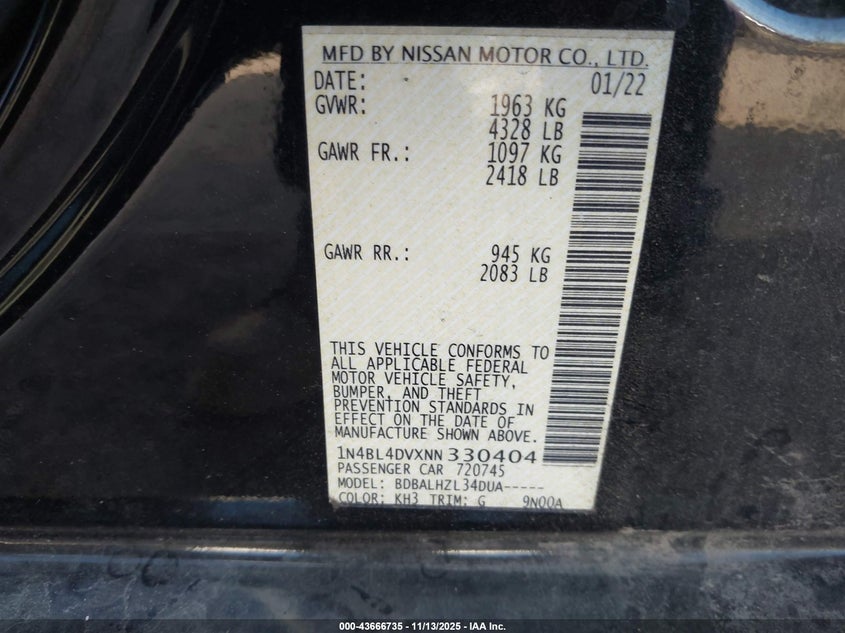 MFD BY NISSAN MOTOR CO., LTD.
DATE: 01/22
GVWR: 1963 KG
4328 LB
GAWR FR.: 1097 KG
2418 LB
GAWR RR.: 945 KG
2083 LB
THIS VEHICLE CONFORMS TO
ALL APPLICABLE FEDERAL
MOTOR VEHICLE SAFETY,
BUMPER, AND THEFT
PREVENTION STANDARDS IN
EFFECT ON THE DATE OF
MANUFACTURE SHOWN ABOVE.
1N4BL4DVXNN 330404
PASSENGER CAR 720745
MODEL: BDBALHZL34DUA-----
COLOR: KH3 TRIM: G 9N00A
000-43666735 - 11/13/2025 - IAA Inc.